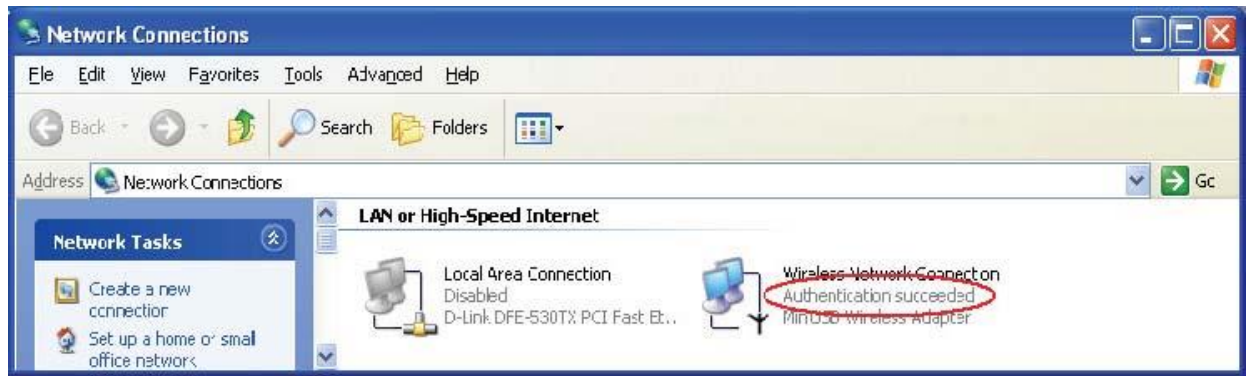 Network Connections
File Edit View Favorites Tools Advanced Help
Back Search Folders
Address Network Connections Go
Network Tasks
Create a new
connection
Set up a home or small
office network
LAN or High-Speed Internet
Local Area Connection
Disabled
D-Link DFE-530TX PCI Fast Et...
Wireless Network Connection
Authentication succeeded
MiniUSB Wireless Adapter